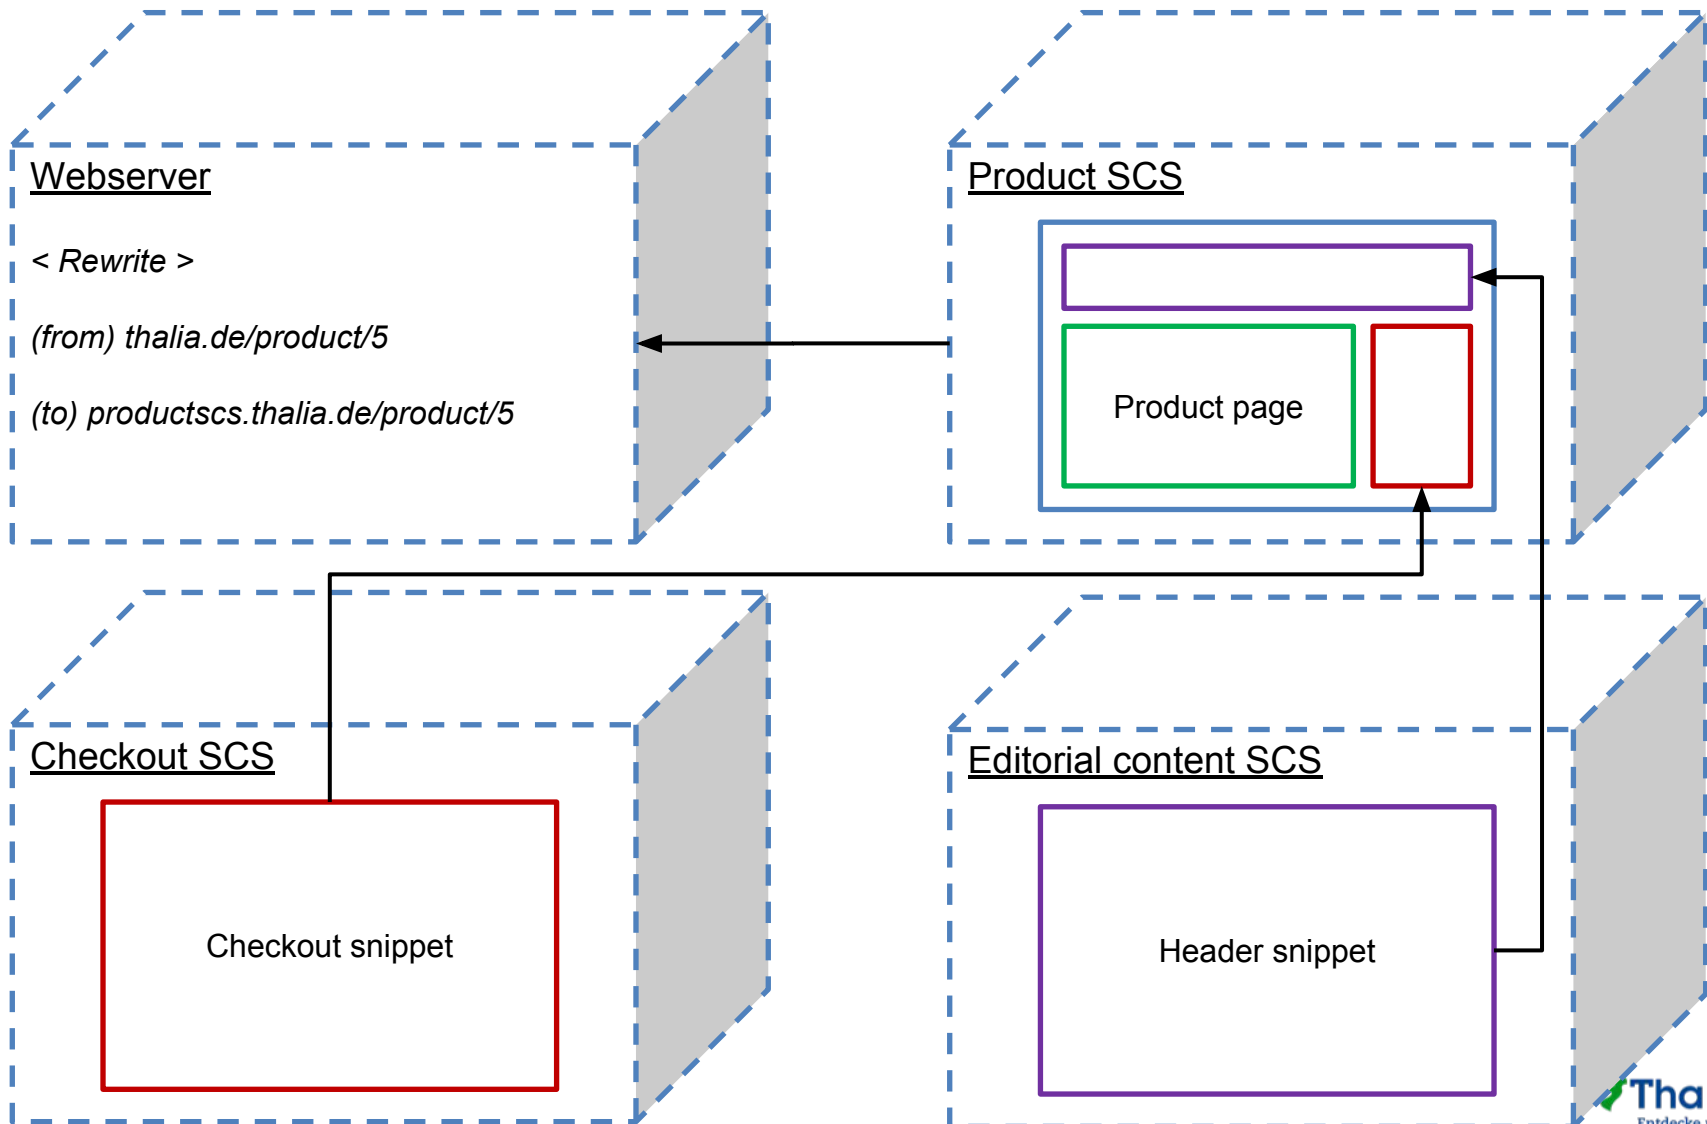 Webserver
< Rewrite >
(from) thalia.de/product/5
(to) productscs.thalia.de/product/5
Product SCS
Product page
Checkout SCS
Checkout snippet
Editorial content SCS
Header snippet
Tha
Entdecke